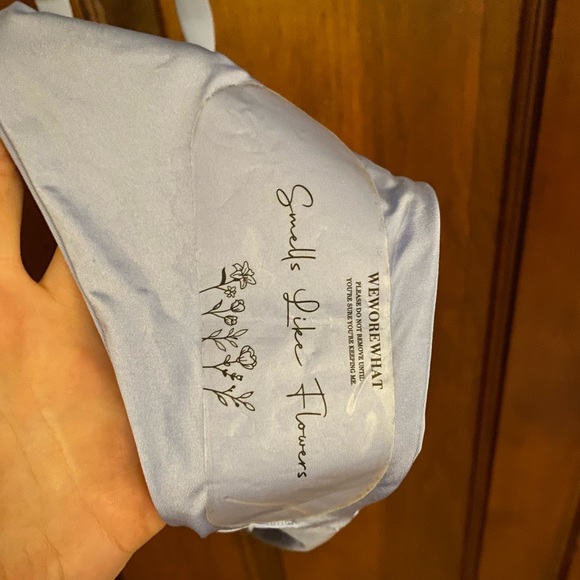 WEWOREWHAT
PLEASE DO NOT REMOVE UNTIL
YOU'RE SURE YOU'RE KEEPING ME.
Smells Like Flowers